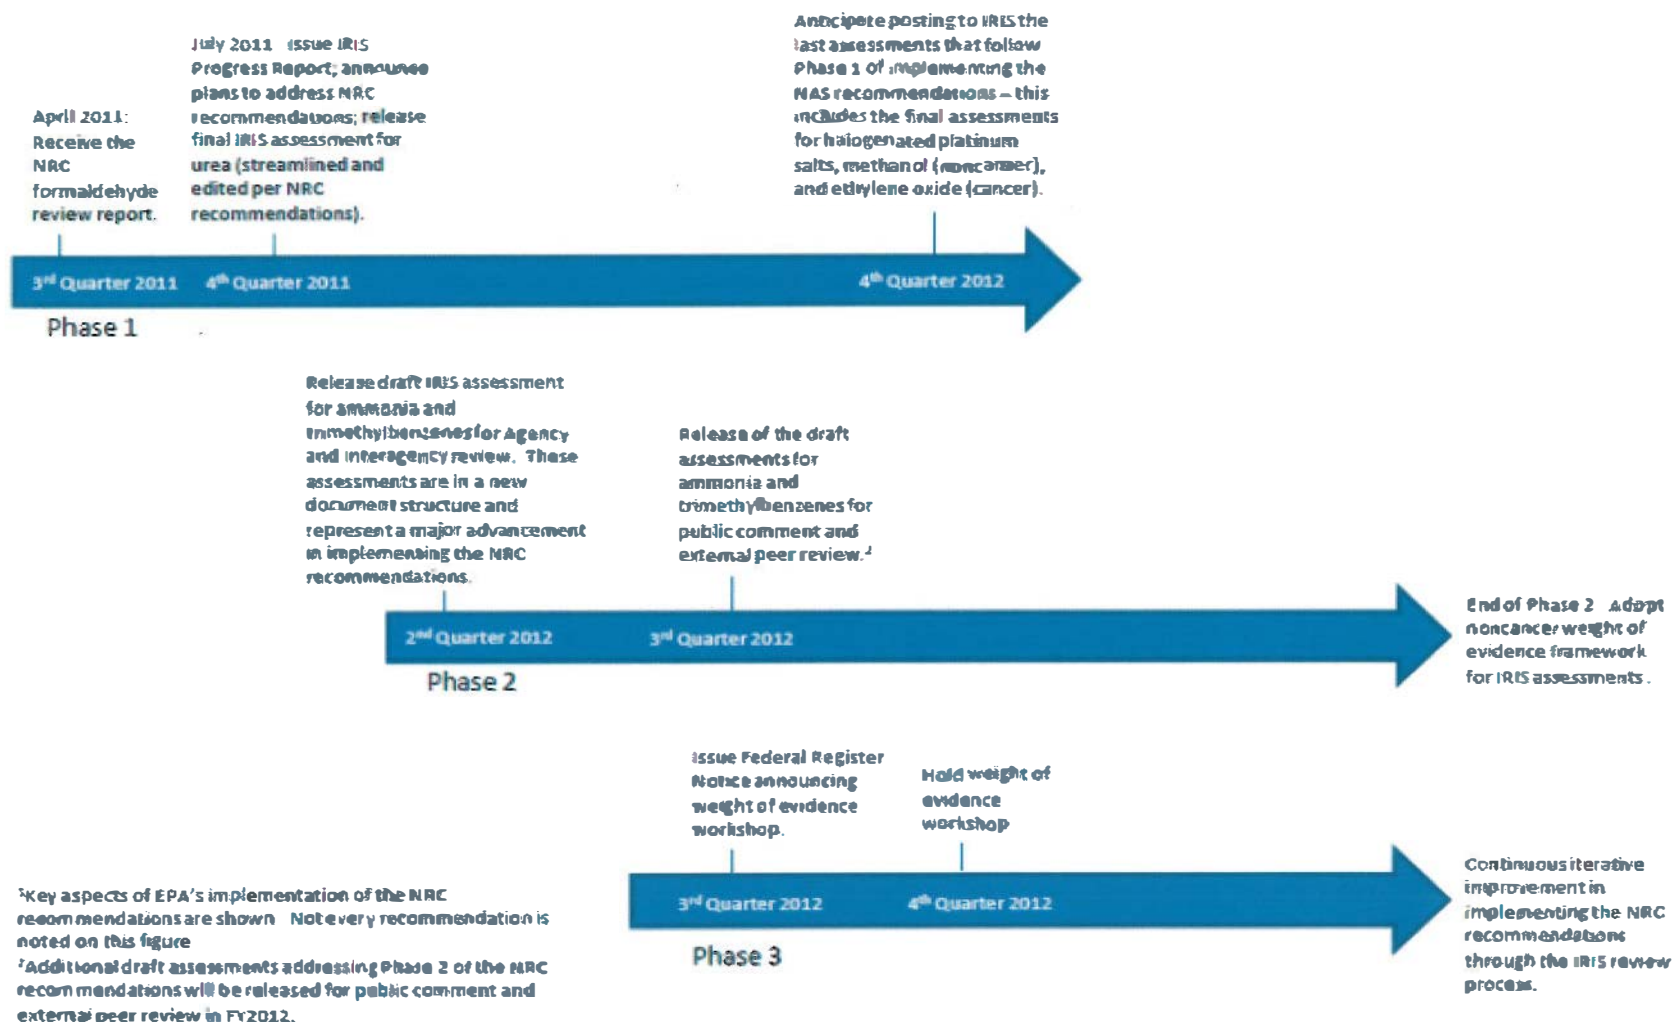 April 2011:
Receive the
NRC
formaldehyde
review report.
July 2011 Issue IRIS
Progress Report; announce
plans to address NRC
recommendations; release
final IRIS assessment for
urea (streamlined and
edited per NRC
recommendations).
Anticipate posting to IRIS the
last assessments that follow
Phase 1 of implementing the
NAS recommendations – this
includes the final assessments
for halogenated platinum
salts, methanol (noncancer),
and ethylene oxide (cancer).
3rd Quarter 2011
4th Quarter 2011
4th Quarter 2012
Phase 1
Release draft IRIS assessment
for ammonia and
trimethylbenzenes for Agency
and interagency review. These
assessments are in a new
document structure and
represent a major advancement
in implementing the NRC
recommendations.
Release of the draft
assessments for
ammonia and
trimethylbenzenes for
public comment and
external peer review.²
2nd Quarter 2012
3rd Quarter 2012
Phase 2
End of Phase 2 Adopt
noncancer weight of
evidence framework
for IRIS assessments.
Issue Federal Register
Notice announcing
weight of evidence
workshop.
Hold weight of
evidence
workshop
3rd Quarter 2012
4th Quarter 2012
Phase 3
Continuous iterative
improvement in
implementing the NRC
recommendations
through the IRIS review
process.
¹Key aspects of EPA's implementation of the NRC
recommendations are shown Not every recommendation is
noted on this figure
²Additional draft assessments addressing Phase 2 of the NRC
recommendations will be released for public comment and
external peer review in FY2012.